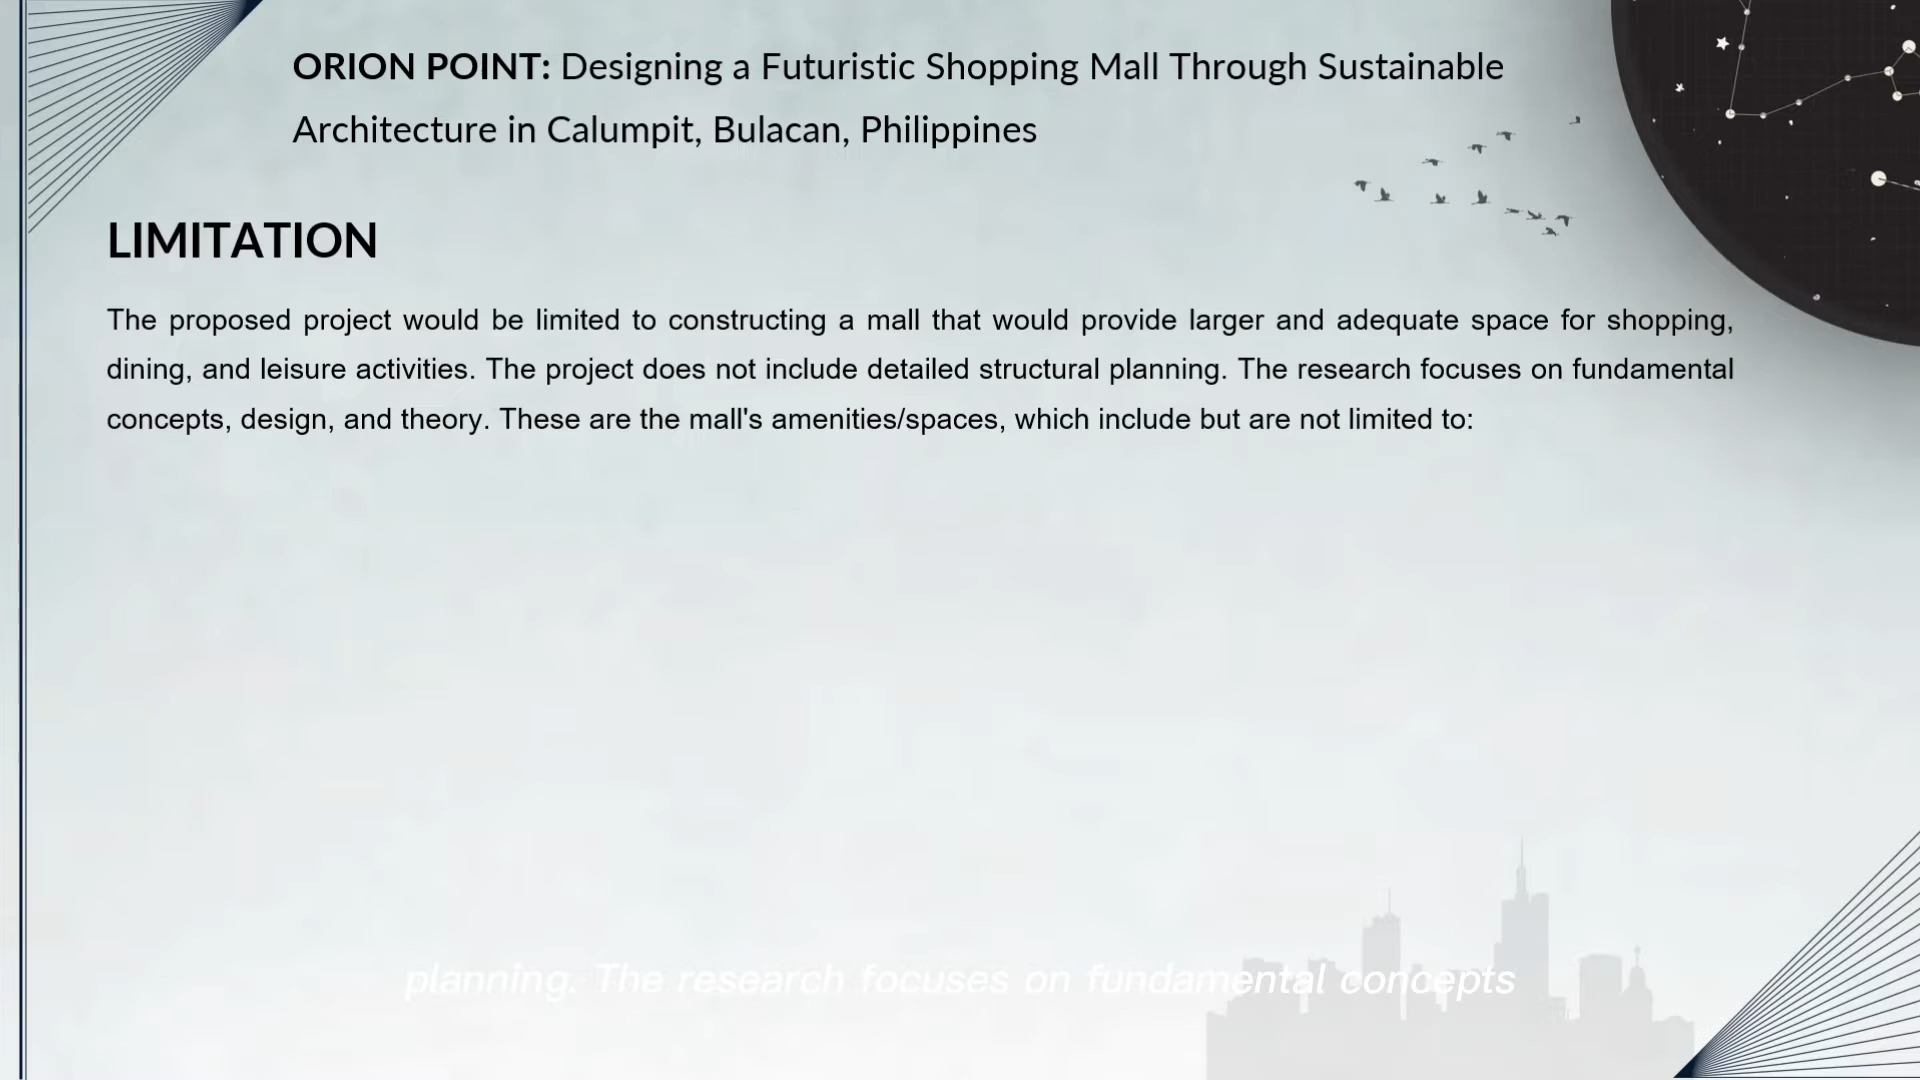 ORION POINT: Designing a Futuristic Shopping Mall Through Sustainable
Architecture in Calumpit, Bulacan, Philippines
LIMITATION
The proposed project would be limited to constructing a mall that would provide larger and adequate space for shopping,
dining, and leisure activities. The project does not include detailed structural planning. The research focuses on fundamental
concepts, design, and theory. These are the mall's amenities/spaces, which include but are not limited to:
planning. The research focuses on fundamental concepts